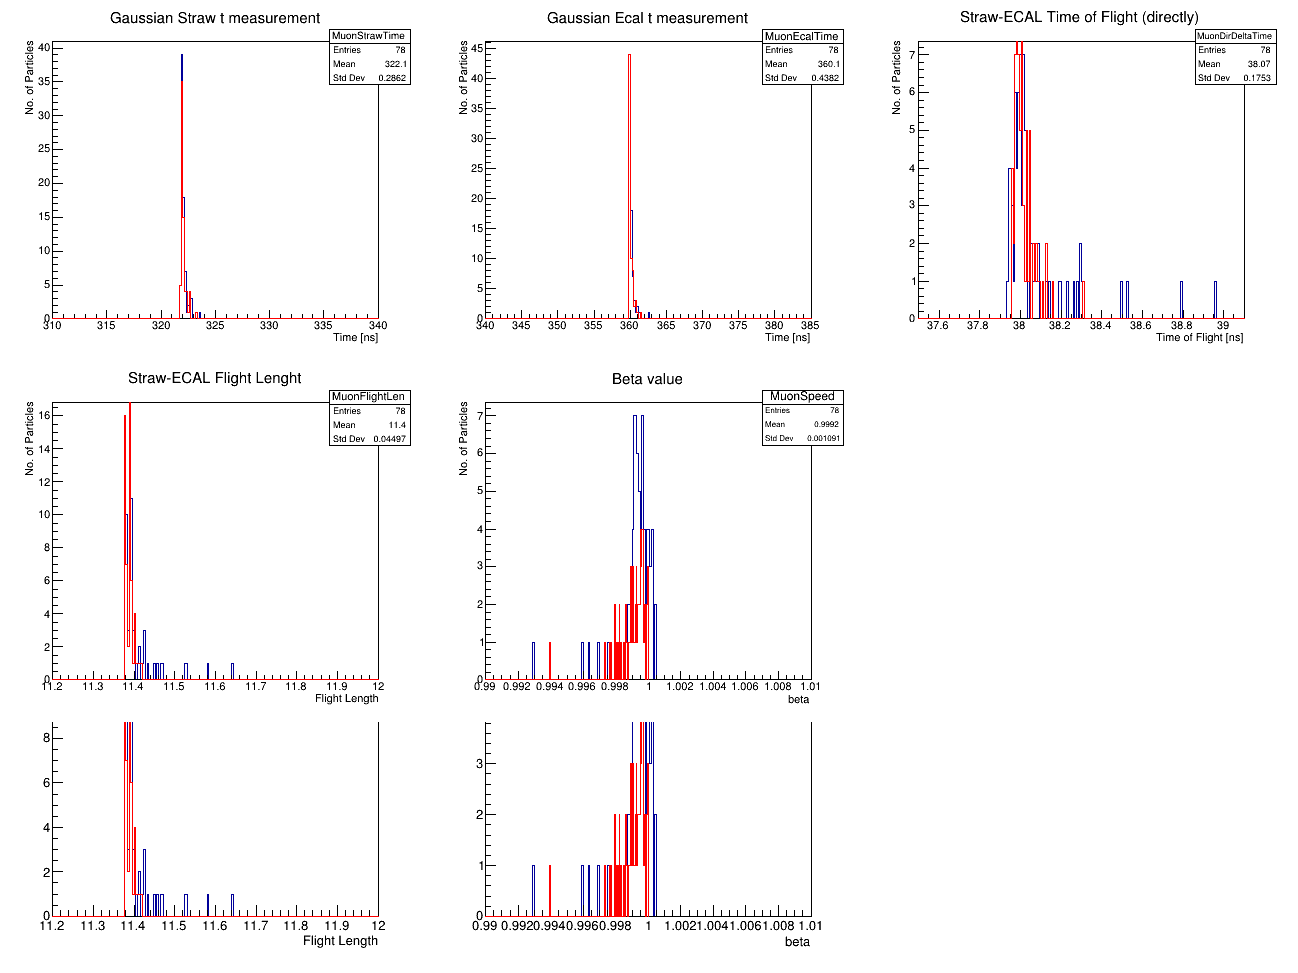 Gaussian Straw t measurement
No. of Particles
40
35
30
25
20
15
10
5
0
310 315 320 325 330 335 340
Time [ns]
MuonStrawTime
Entries 78
Mean 322.1
Std Dev 0.2862
Gaussian Ecal t measurement
No. of Particles
45
40
35
30
25
20
15
10
5
0
340 345 350 355 360 365 370 375 380 385
Time [ns]
MuonEcalTime
Entries 78
Mean 360.1
Std Dev 0.4382
Straw-ECAL Time of Flight (directly)
No. of Particles
7
6
5
4
3
2
1
0
37.6 37.8 38 38.2 38.4 38.6 38.8 39
Time of Flight [ns]
MuonDirDeltaTime
Entries 78
Mean 38.07
Std Dev 0.1753
Straw-ECAL Flight Lenght
No. of Particles
16
14
12
10
8
6
4
2
0
11.2 11.3 11.4 11.5 11.6 11.7 11.8 11.9 12
Flight Length
MuonFlightLen
Entries 78
Mean 11.4
Std Dev 0.04497
Beta value
No. of Particles
7
6
5
4
3
2
1
0
0.99 0.992 0.994 0.996 0.998 1 1.002 1.004 1.006 1.008 1.01
beta
MuonSpeed
Entries 78
Mean 0.9992
Std Dev 0.001091
8
6
4
2
0
11.2 11.3 11.4 11.5 11.6 11.7 11.8 11.9 12
Flight Length
3
2
1
0
0.99 0.992 0.994 0.996 0.998 1 1.002 1.004 1.006 1.008 1.01
beta